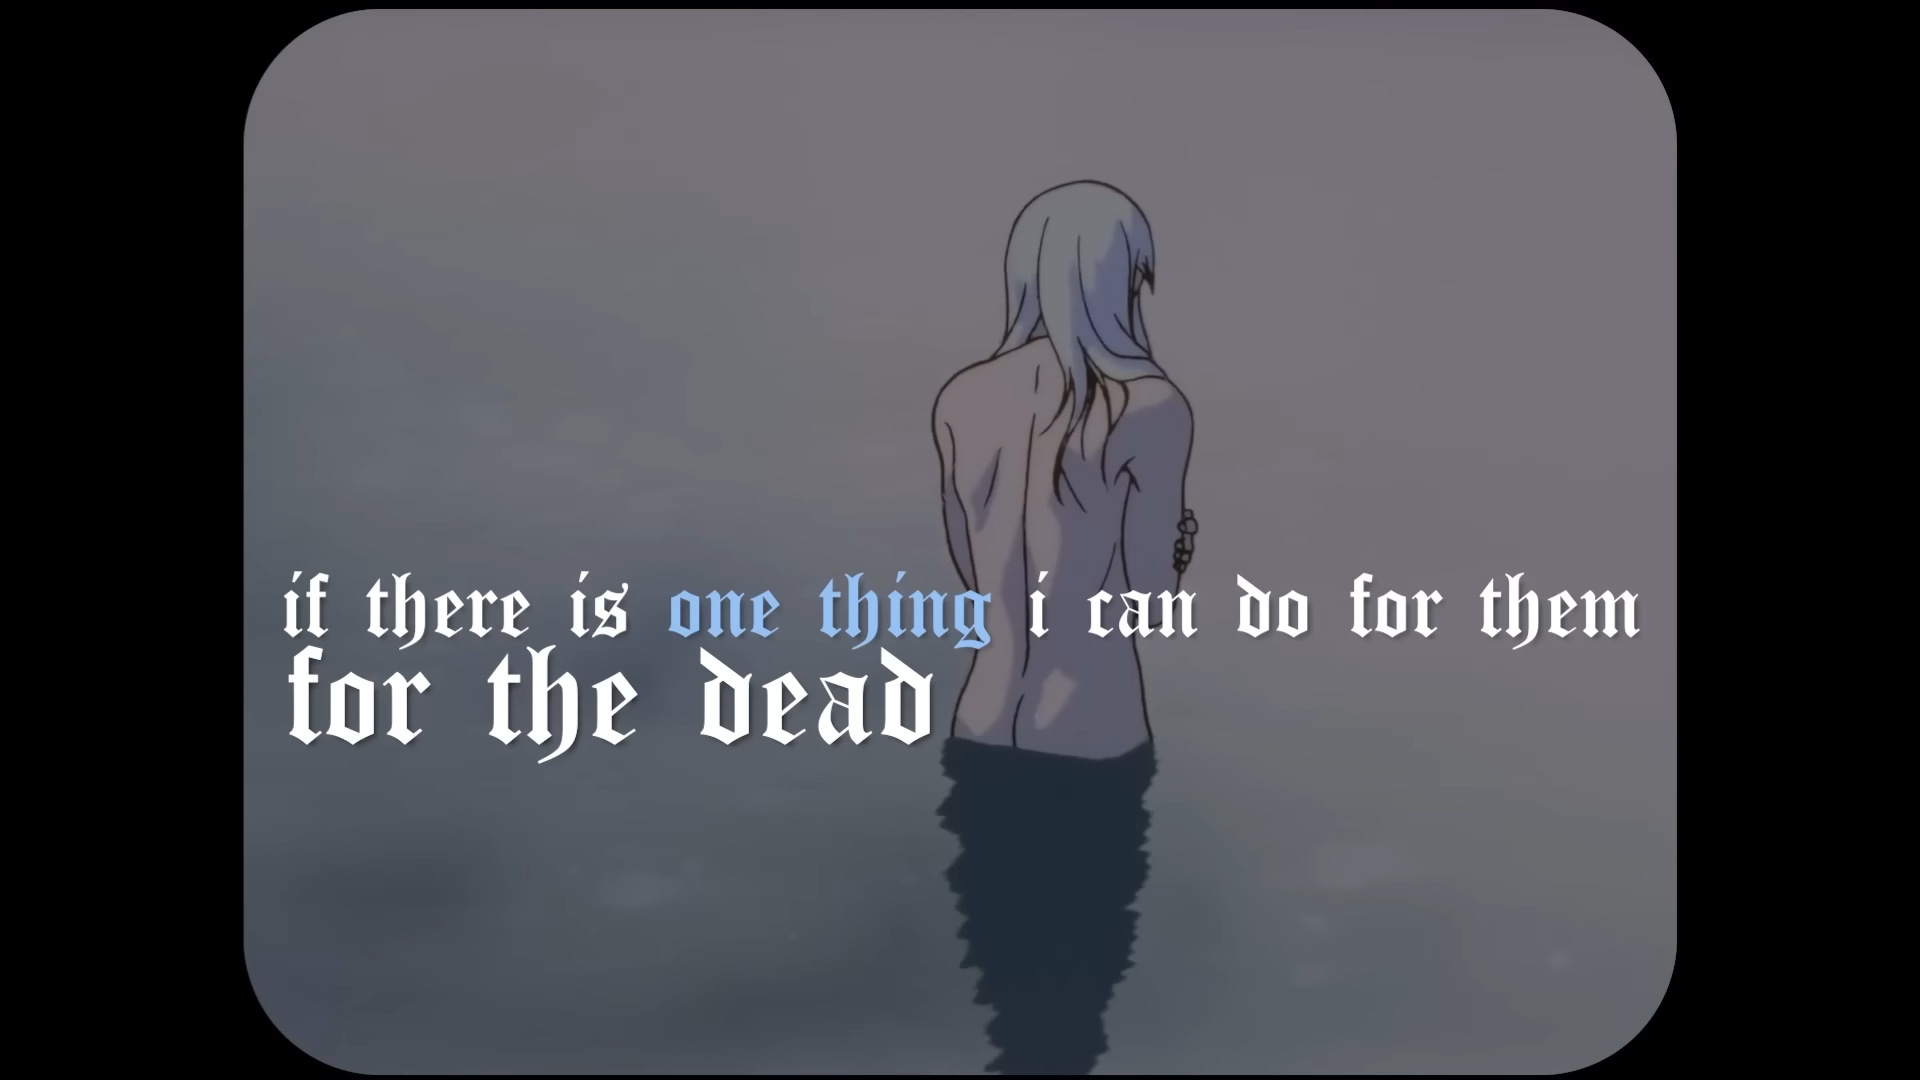 if there is one thing i can do for them
for the dead